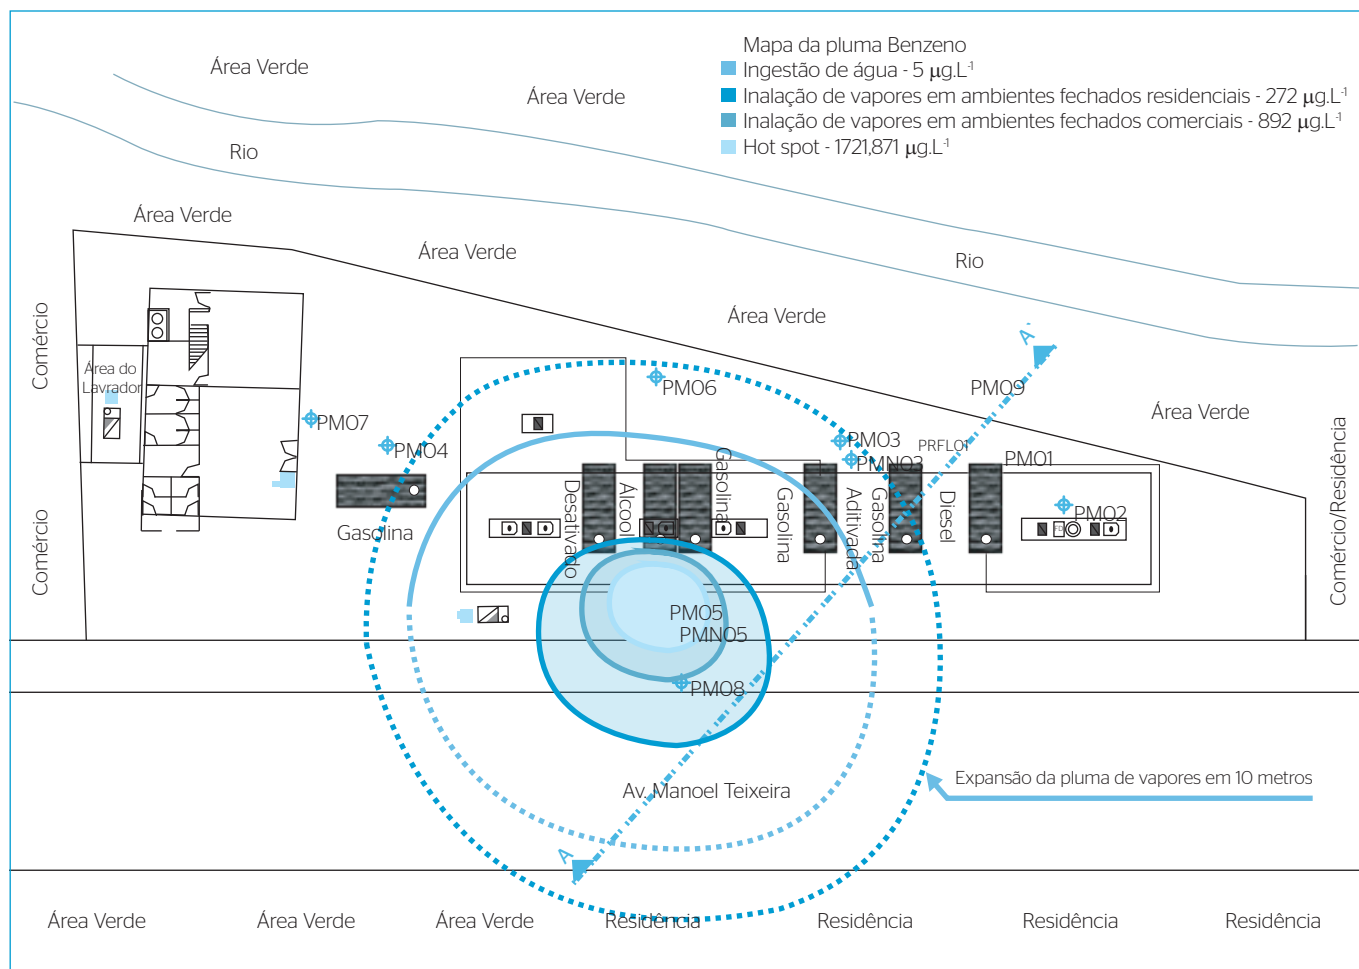 Mapa da pluma Benzeno
Ingestão de água - 5 µg.L⁻¹
Inalação de vapores em ambientes fechados residenciais - 272 µg.L⁻¹
Inalação de vapores em ambientes fechados comerciais - 892 µg.L⁻¹
Hot spot - 1721,871 µg.L⁻¹
Área Verde
Área Verde
Rio
Área Verde
Área Verde
Rio
Área Verde
A'
Comércio
Área do
Lavrador
PM06
PM09
Área Verde
PM07
PM04
PM03
PMN03
PRFL01
PM01
Gasolina
Desativado
Álcool
Gasolina
Gasolina
Aditivada
Gasolina
Diesel
PM02
Comércio
Comércio/Residência
PM05
PMN05
PM08
Expansão da pluma de vapores em 10 metros
Av. Manoel Teixeira
A
Área Verde
Área Verde
Área Verde
Residência
Residência
Residência
Residência